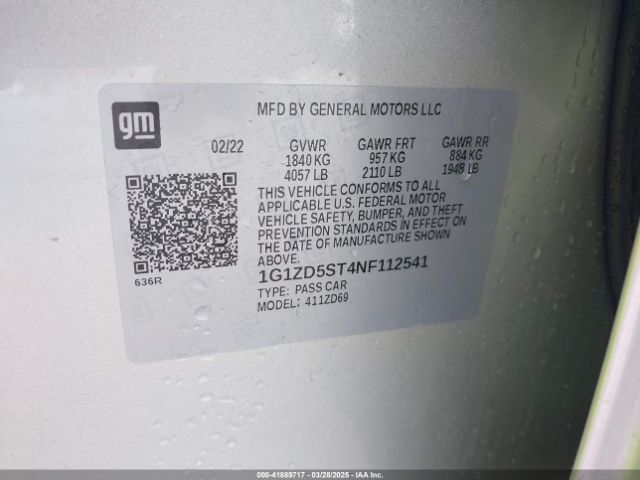 gm
MFD BY GENERAL MOTORS LLC
02/22 GVWR GAWR FRT GAWR RR
1840 KG 957 KG 884 KG
4057 LB 2110 LB 1948 LB
THIS VEHICLE CONFORMS TO ALL
APPLICABLE U.S. FEDERAL MOTOR
VEHICLE SAFETY, BUMPER, AND THEFT
PREVENTION STANDARDS IN EFFECT ON
THE DATE OF MANUFACTURE SHOWN
ABOVE.
636R
1G1ZD5ST4NF112541
TYPE: PASS CAR
MODEL: 411ZD69
000-41889717 - 03/28/2025 - IAAI.COM